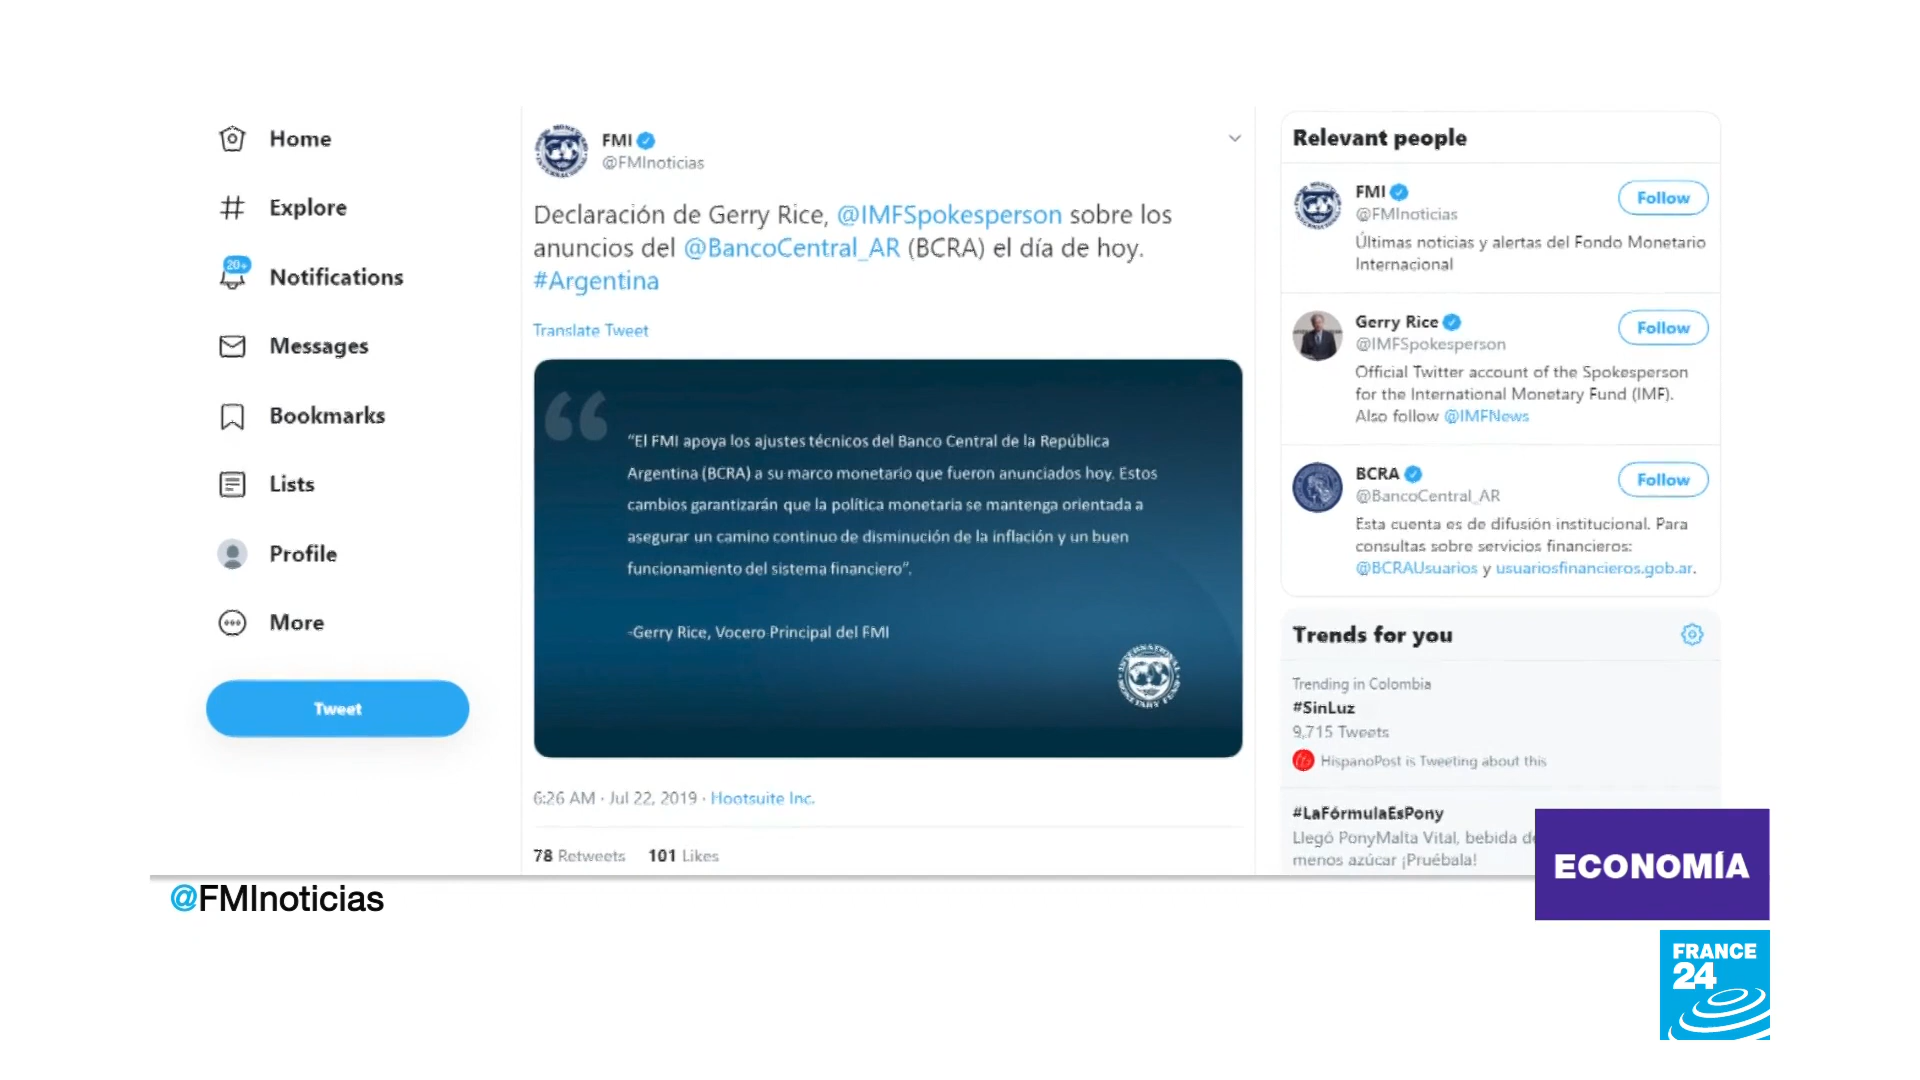 Home
Explore
20+
Notifications
Messages
Bookmarks
Lists
Profile
More
Tweet
FMI
@FMInoticias
Declaración de Gerry Rice, @IMFSpokesperson sobre los
anuncios del @BancoCentral_AR (BCRA) el día de hoy.
#Argentina
Translate Tweet
“El FMI apoya los ajustes técnicos del Banco Central de la República
Argentina (BCRA) a su marco monetario que fueron anunciados hoy. Estos
cambios garantizarán que la política monetaria se mantenga orientada a
asegurar un camino continuo de disminución de la inflación y un buen
funcionamiento del sistema financiero”.
-Gerry Rice, Vocero Principal del FMI
INTERNATIONAL MONETARY FUND
6:26 AM · Jul 22, 2019 · Hootsuite Inc.
78 Retweets 101 Likes
Relevant people
FMI
Follow
@FMInoticias
Últimas noticias y alertas del Fondo Monetario
Internacional
Gerry Rice
Follow
@IMFSpokesperson
Official Twitter account of the Spokesperson
for the International Monetary Fund (IMF).
Also follow @IMFNews
BCRA
Follow
@BancoCentral_AR
Esta cuenta es de difusión institucional. Para
consultas sobre servicios financieros:
@BCRAUsuarios y usuariosfinancieros.gob.ar.
Trends for you
Trending in Colombia
#SinLuz
9,715 Tweets
HispanoPost is Tweeting about this
#LaFórmulaEsPony
Llegó PonyMalta Vital, bebida de
menos azúcar ¡Pruébala!
@FMInoticias
ECONOMÍA
FRANCE
24